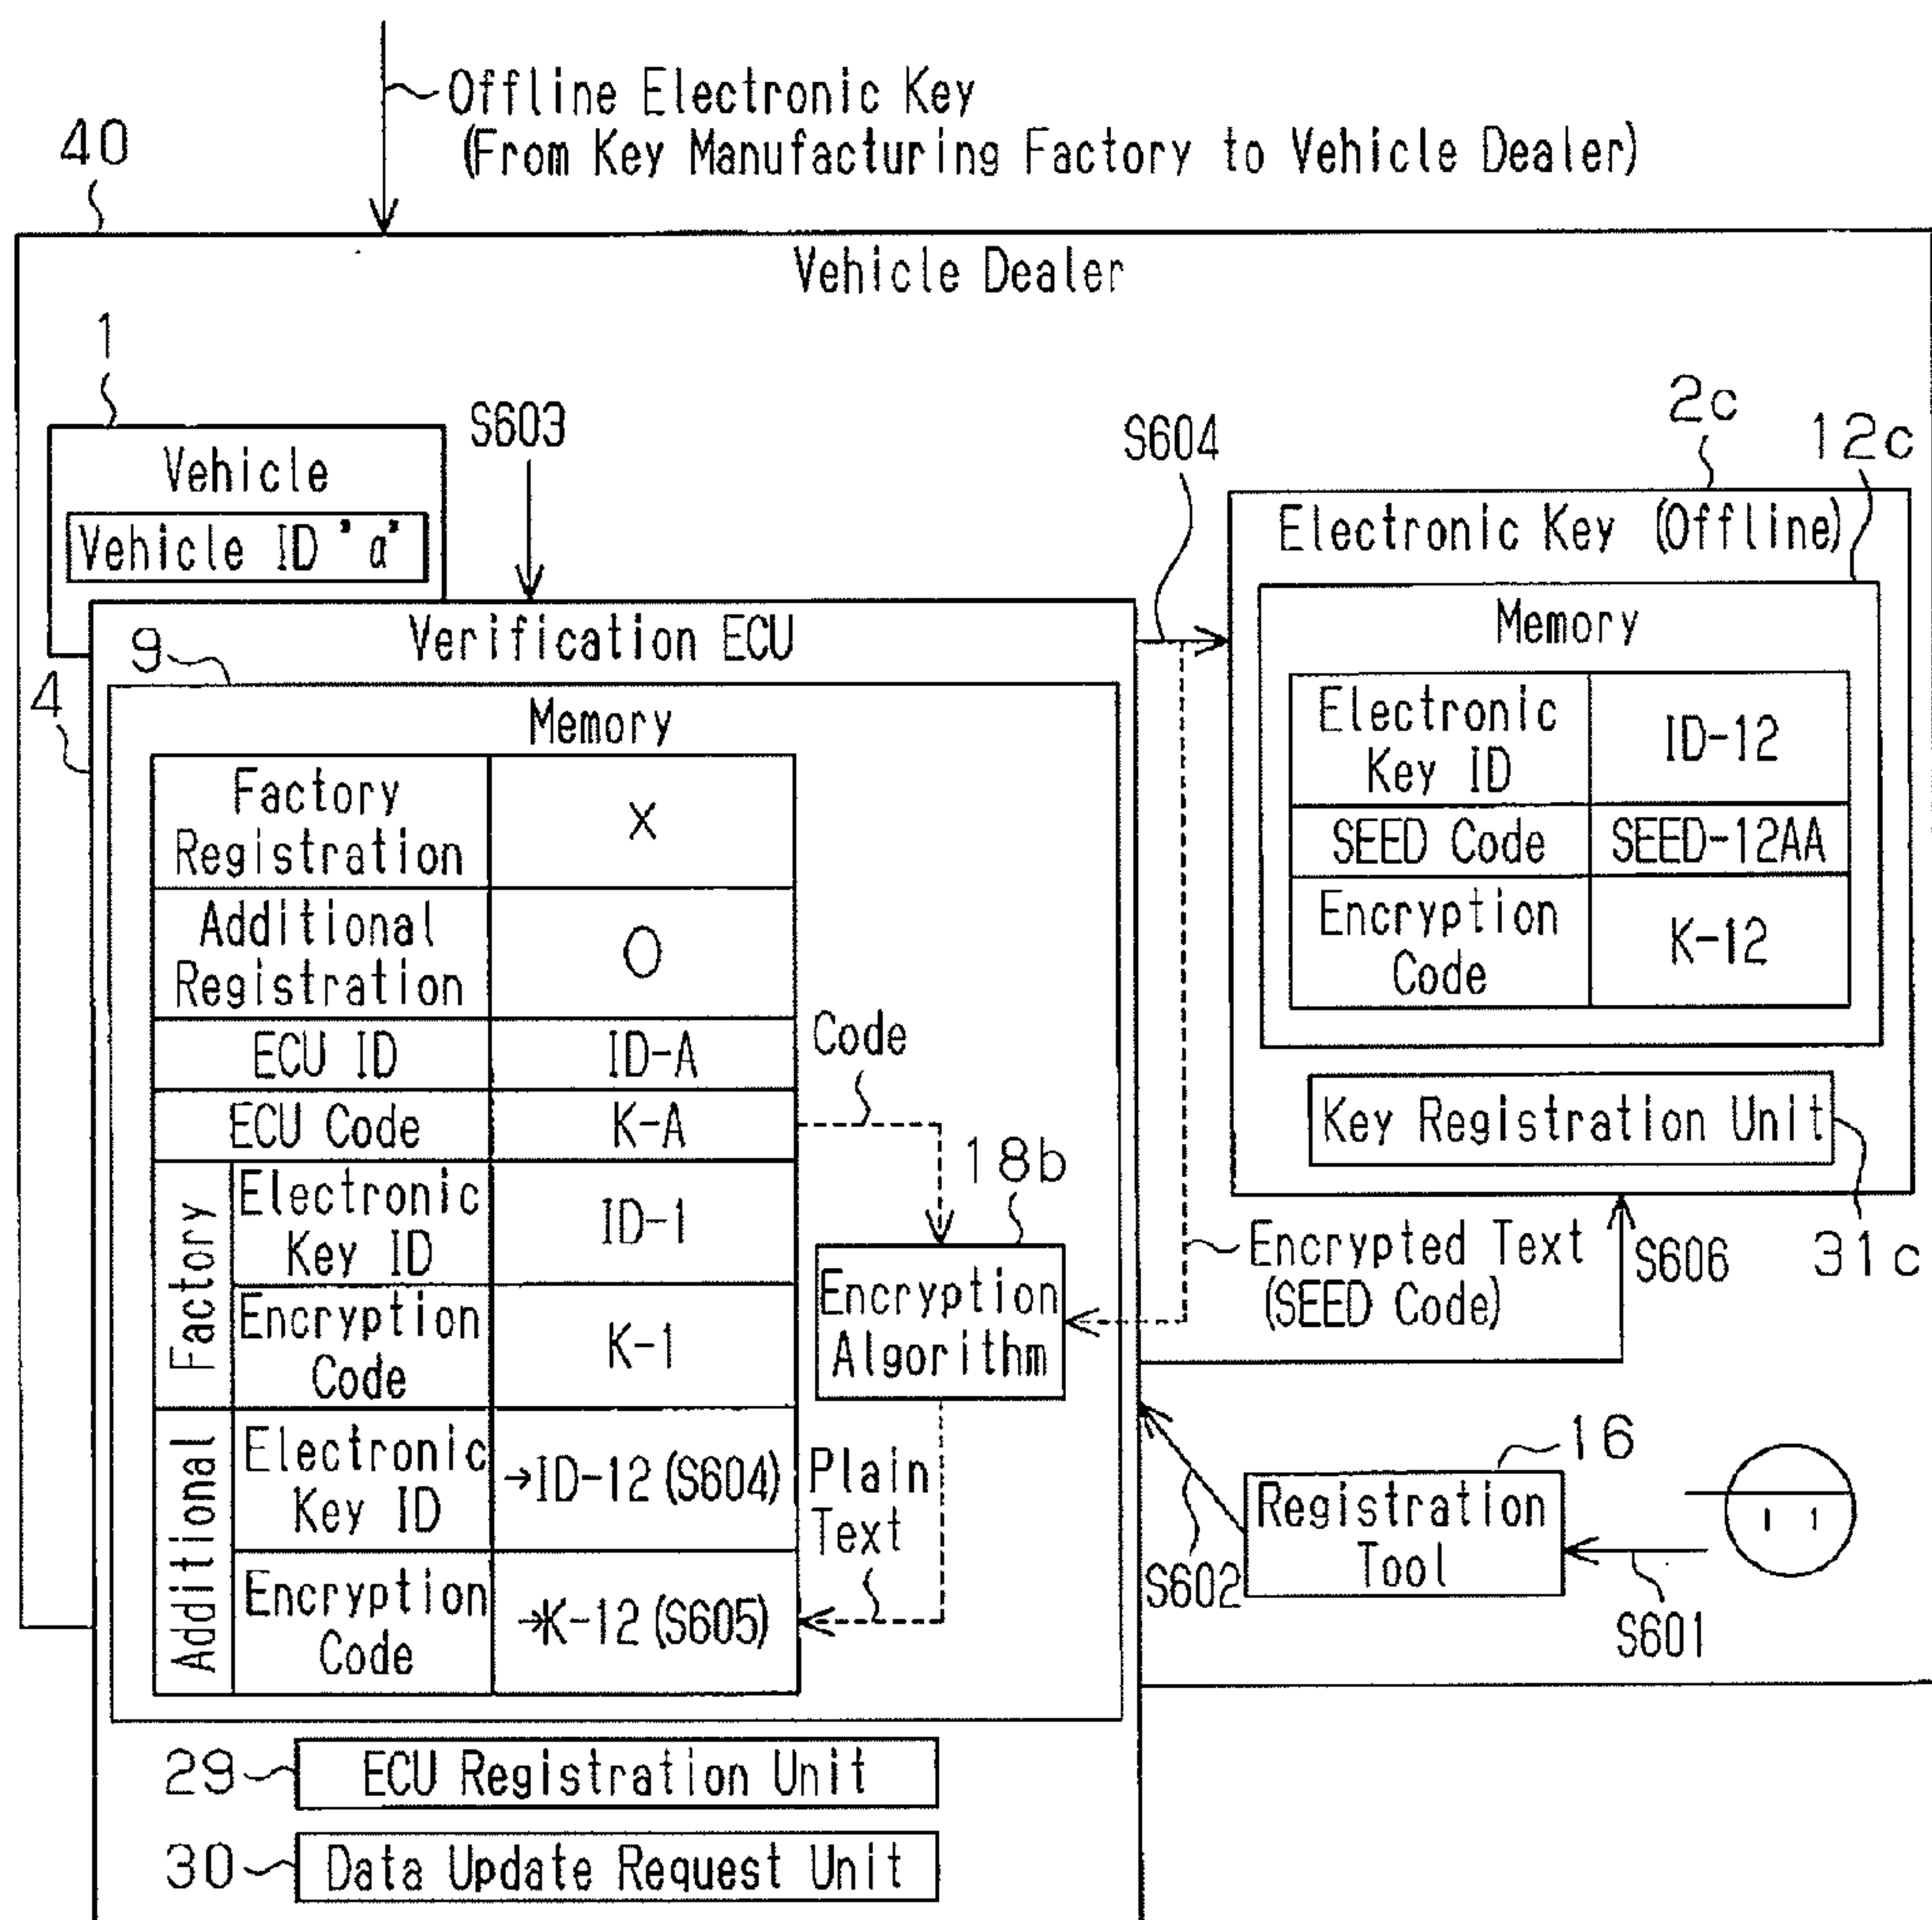 Offline Electronic Key
(From Key Manufacturing Factory to Vehicle Dealer)
40
Vehicle Dealer
1
Vehicle
Vehicle ID "a"
S603
S604
2c
12c
Electronic Key (Offline)
Memory
Electronic
Key ID
ID-12
SEED Code
SEED-12AA
Encryption
Code
K-12
Key Registration Unit
31c
4
Verification ECU
9
Memory
Factory
Registration
X
Additional
Registration
O
ECU ID
ID-A
ECU Code
K-A
Factory
Electronic
Key ID
ID-1
Encryption
Code
K-1
Additional
Electronic
Key ID
→ID-12 (S604)
Encryption
Code
→K-12 (S605)
Code
18b
Encryption
Algorithm
Plain
Text
Encrypted Text
(SEED Code)
S606
16
Registration
Tool
S602
S601
29
ECU Registration Unit
30
Data Update Request Unit